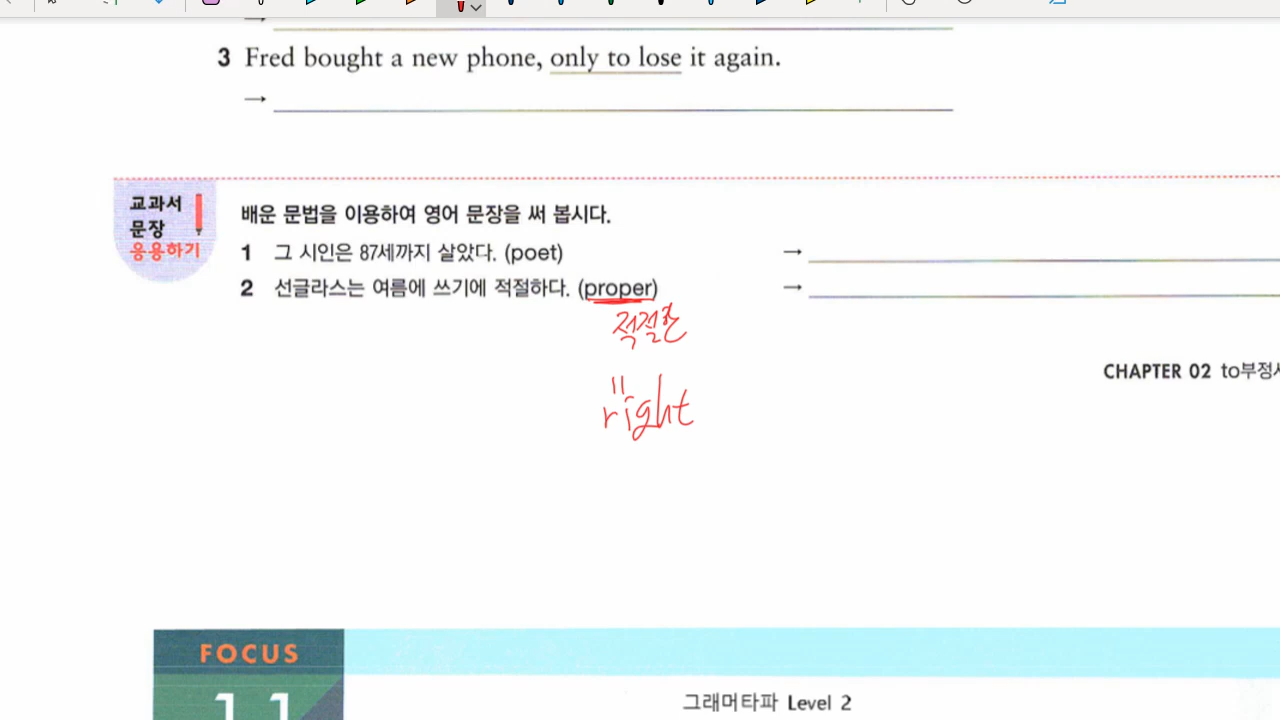 →
3 Fred bought a new phone, only to lose it again.
→
교과서
문장
응용하기
배운 문법을 이용하여 영어 문장을 써 봅시다.
1 그 시인은 87세까지 살았다. (poet) →
2 선글라스는 여름에 쓰기에 적절하다. (proper) →
적절한
"
right
CHAPTER 02 to부정사
FOCUS
11
그래머타파 Level 2